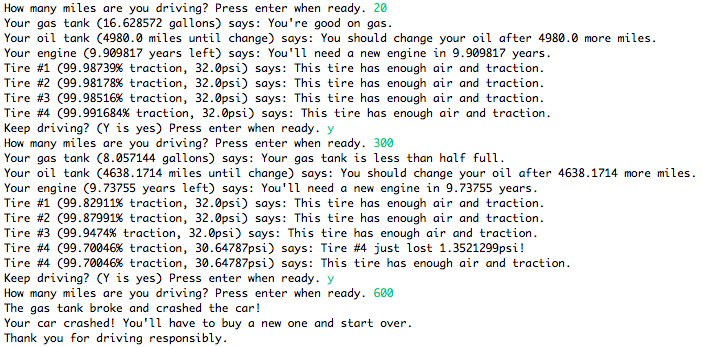 How many miles are you driving? Press enter when ready. 20
Your gas tank (16.628572 gallons) says: You're good on gas.
Your oil tank (4980.0 miles until change) says: You should change your oil after 4980.0 more miles.
Your engine (9.909817 years left) says: You'll need a new engine in 9.909817 years.
Tire #1 (99.98739% traction, 32.0psi) says: This tire has enough air and traction.
Tire #2 (99.98178% traction, 32.0psi) says: This tire has enough air and traction.
Tire #3 (99.98516% traction, 32.0psi) says: This tire has enough air and traction.
Tire #4 (99.991684% traction, 32.0psi) says: This tire has enough air and traction.
Keep driving? (Y is yes) Press enter when ready. y
How many miles are you driving? Press enter when ready. 300
Your gas tank (8.057144 gallons) says: Your gas tank is less than half full.
Your oil tank (4638.1714 miles until change) says: You should change your oil after 4638.1714 more miles.
Your engine (9.73755 years left) says: You'll need a new engine in 9.73755 years.
Tire #1 (99.82911% traction, 32.0psi) says: This tire has enough air and traction.
Tire #2 (99.87991% traction, 32.0psi) says: This tire has enough air and traction.
Tire #3 (99.9474% traction, 32.0psi) says: This tire has enough air and traction.
Tire #4 (99.70046% traction, 30.64787psi) says: Tire #4 just lost 1.3521299psi!
Tire #4 (99.70046% traction, 30.64787psi) says: This tire has enough air and traction.
Keep driving? (Y is yes) Press enter when ready. y
How many miles are you driving? Press enter when ready. 600
The gas tank broke and crashed the car!
Your car crashed! You'll have to buy a new one and start over.
Thank you for driving responsibly.